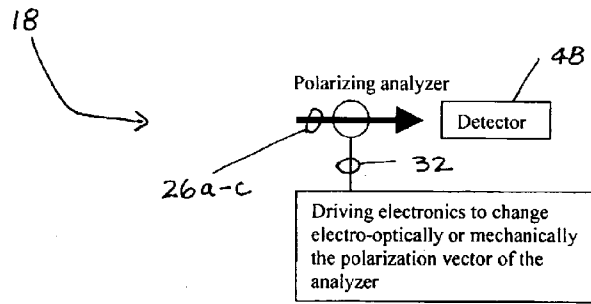 18
48
Polarizing analyzer
Detector
26a-c
32
Driving electronics to change
electro-optically or mechanically
the polarization vector of the
analyzer